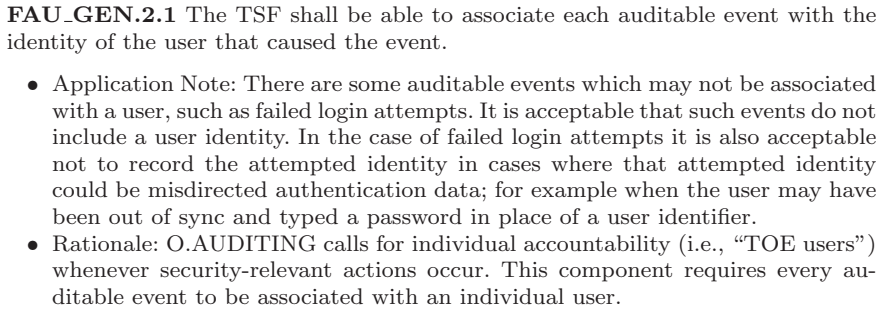 FAU_GEN.2.1 The TSF shall be able to associate each auditable event with the
identity of the user that caused the event.
• Application Note: There are some auditable events which may not be associated
with a user, such as failed login attempts. It is acceptable that such events do not
include a user identity. In the case of failed login attempts it is also acceptable
not to record the attempted identity in cases where that attempted identity
could be misdirected authentication data; for example when the user may have
been out of sync and typed a password in place of a user identifier.
• Rationale: O.AUDITING calls for individual accountability (i.e., “TOE users”)
whenever security-relevant actions occur. This component requires every au-
ditable event to be associated with an individual user.